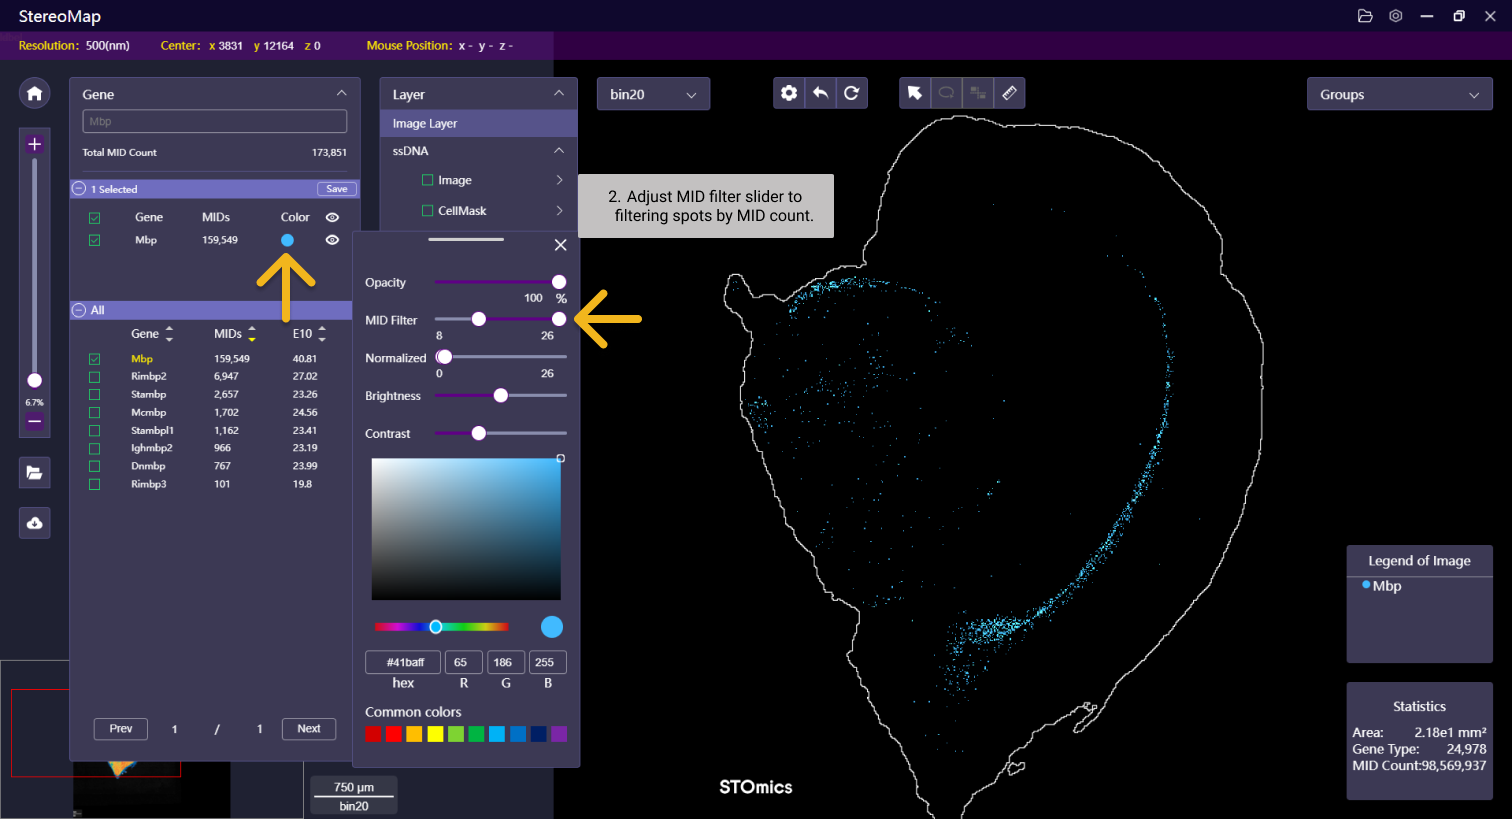 StereoMap
Resolution: 500(nm) Center: x 3831 y 12164 z 0 Mouse Position: x - y - z -
Gene
Mbp
Total MID Count 173,851
1 Selected Save
Gene MIDs Color
Mbp 159,549
All
Gene MIDs E10
Mbp 159,549 40.81
Rimbp2 6,947 27.02
Stambp 2,657 23.26
Mcmbp 1,702 24.56
Stambpl1 1,162 23.41
Ighmbp2 966 23.19
Dnmbp 767 23.99
Rimbp3 101 19.8
Prev 1 / 1 Next
6.7%
Layer
Image Layer
ssDNA
Image
CellMask
Opacity
100 %
MID Filter
8 26
Normalized
0 26
Brightness
Contrast
#41baff 65 186 255
hex R G B
Common colors
750 μm
bin20
bin20
Groups
2. Adjust MID filter slider to
filtering spots by MID count.
STOmics
Legend of Image
Mbp
Statistics
Area: 2.18e1 mm²
Gene Type: 24,978
MID Count:98,569,937